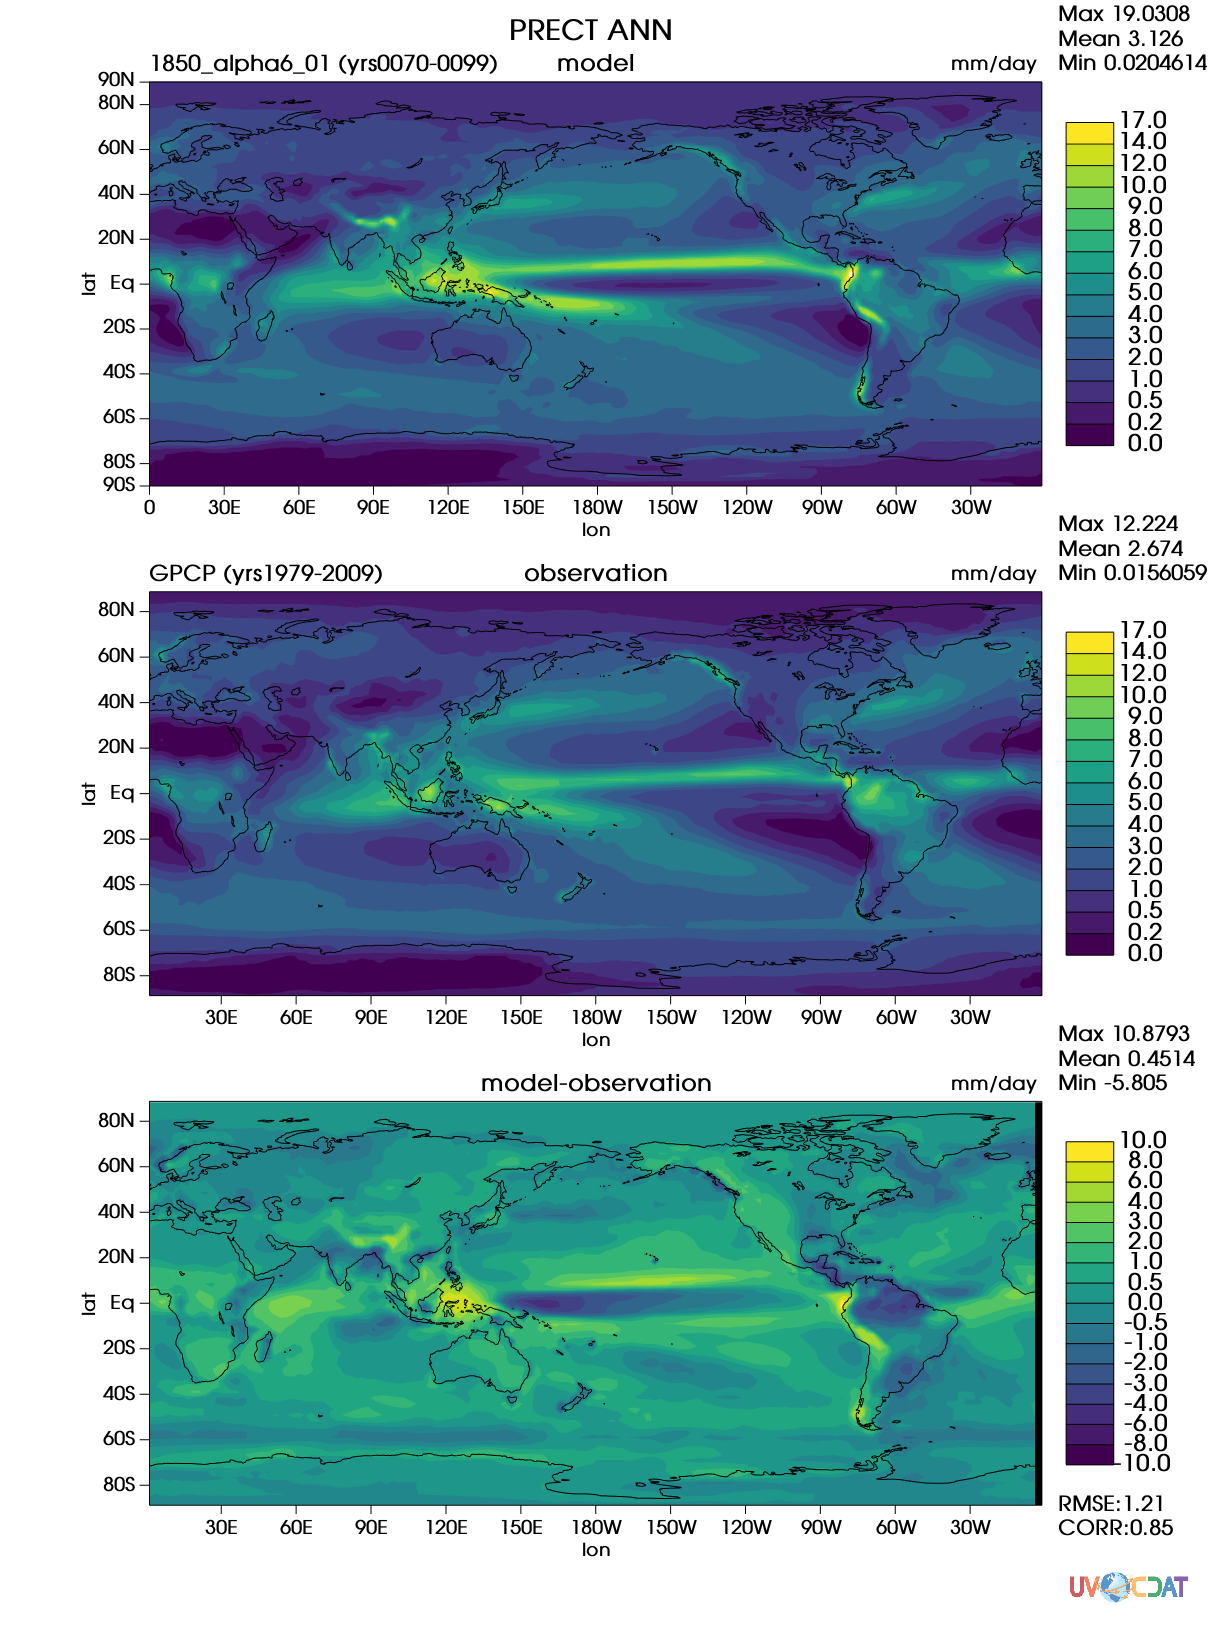 PRECT ANN
1850_alpha6_01 (yrs0070-0099) model mm/day
Max 19.0308
Mean 3.126
Min 0.0204614
90N
80N
60N
40N
20N
Eq
20S
40S
60S
80S
90S
lat
0 30E 60E 90E 120E 150E 180W 150W 120W 90W 60W 30W
lon
17.0
14.0
12.0
10.0
9.0
8.0
7.0
6.0
5.0
4.0
3.0
2.0
1.0
0.5
0.2
0.0
GPCP (yrs1979-2009) observation mm/day
Max 12.224
Mean 2.674
Min 0.0156059
80N
60N
40N
20N
Eq
20S
40S
60S
80S
lat
30E 60E 90E 120E 150E 180W 150W 120W 90W 60W 30W
lon
17.0
14.0
12.0
10.0
9.0
8.0
7.0
6.0
5.0
4.0
3.0
2.0
1.0
0.5
0.2
0.0
model-observation mm/day
Max 10.8793
Mean 0.4514
Min -5.805
80N
60N
40N
20N
Eq
20S
40S
60S
80S
lat
30E 60E 90E 120E 150E 180W 150W 120W 90W 60W 30W
lon
10.0
8.0
6.0
4.0
3.0
2.0
1.0
0.5
0.0
-0.5
-1.0
-2.0
-3.0
-4.0
-6.0
-8.0
-10.0
RMSE:1.21
CORR:0.85
UV CDAT